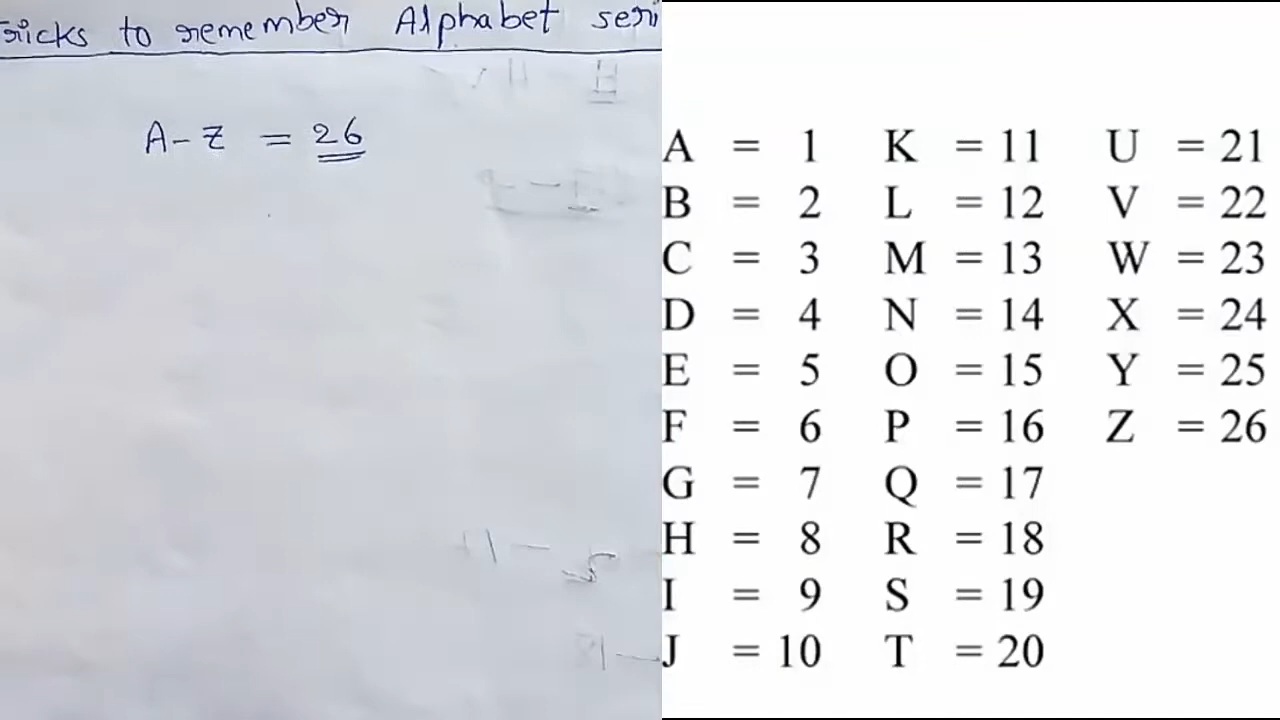 ricks to remember Alphabet seri
A-Z = 26
A = 1 K = 11 U = 21
B = 2 L = 12 V = 22
C = 3 M = 13 W = 23
D = 4 N = 14 X = 24
E = 5 O = 15 Y = 25
F = 6 P = 16 Z = 26
G = 7 Q = 17
H = 8 R = 18
I = 9 S = 19
J = 10 T = 20